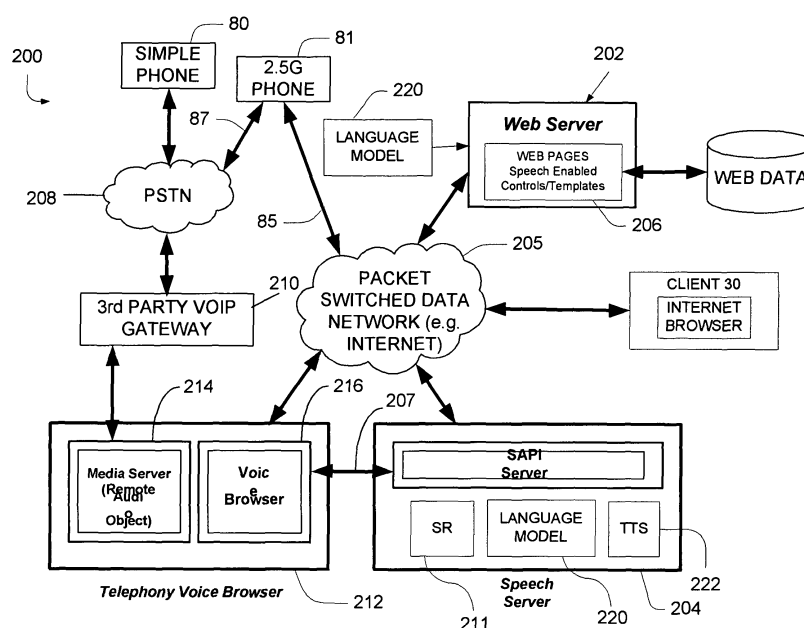 80
81
200
SIMPLE
PHONE
2.5G
PHONE
202
220
87
LANGUAGE
MODEL
Web Server
WEB PAGES
Speech Enabled
Controls/Templates
WEB DATA
208
PSTN
85
206
205
210
PACKET
SWITCHED DATA
NETWORK (e.g.
INTERNET)
CLIENT 30
INTERNET
BROWSER
3rd PARTY VOIP
GATEWAY
214
216
207
Media Server
(Remote
Audi
o
Object)
Voic
e
Browser
SAPI
Server
SR
LANGUAGE
MODEL
TTS
222
Telephony Voice Browser
212
211
Speech
Server
220
204